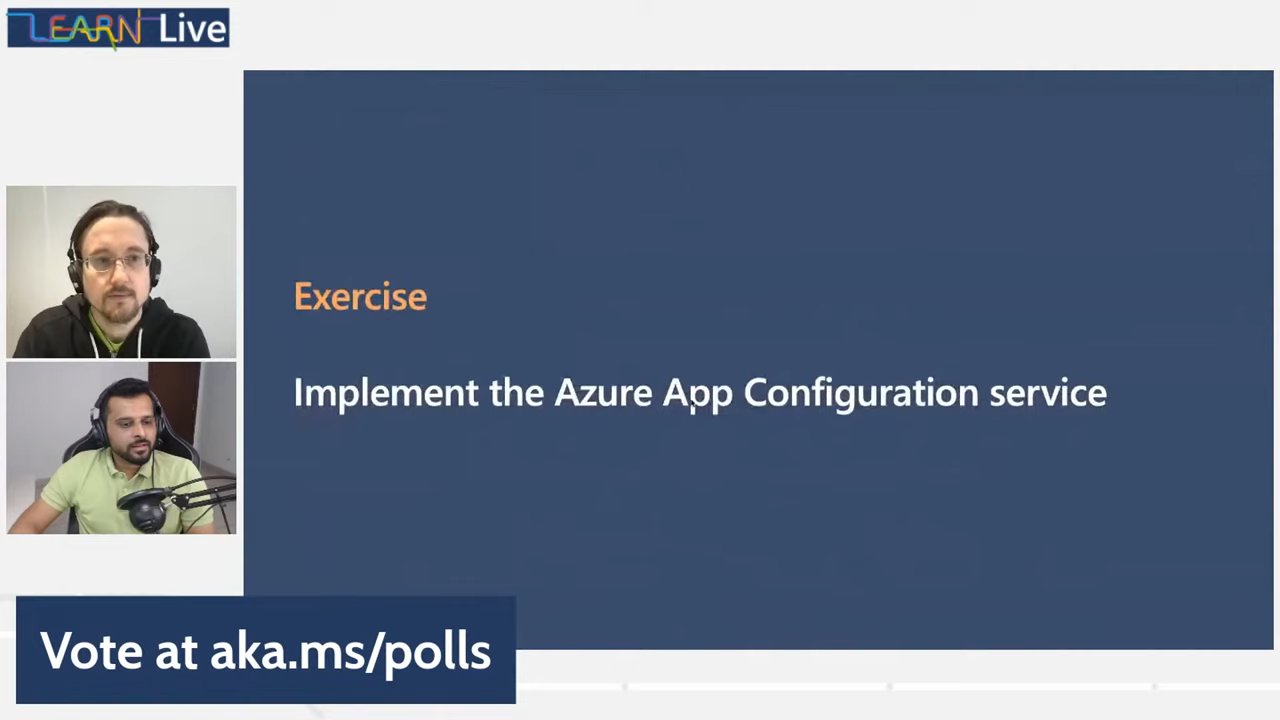 LEARN Live
Exercise
Implement the Azure App Configuration service
Vote at aka.ms/polls